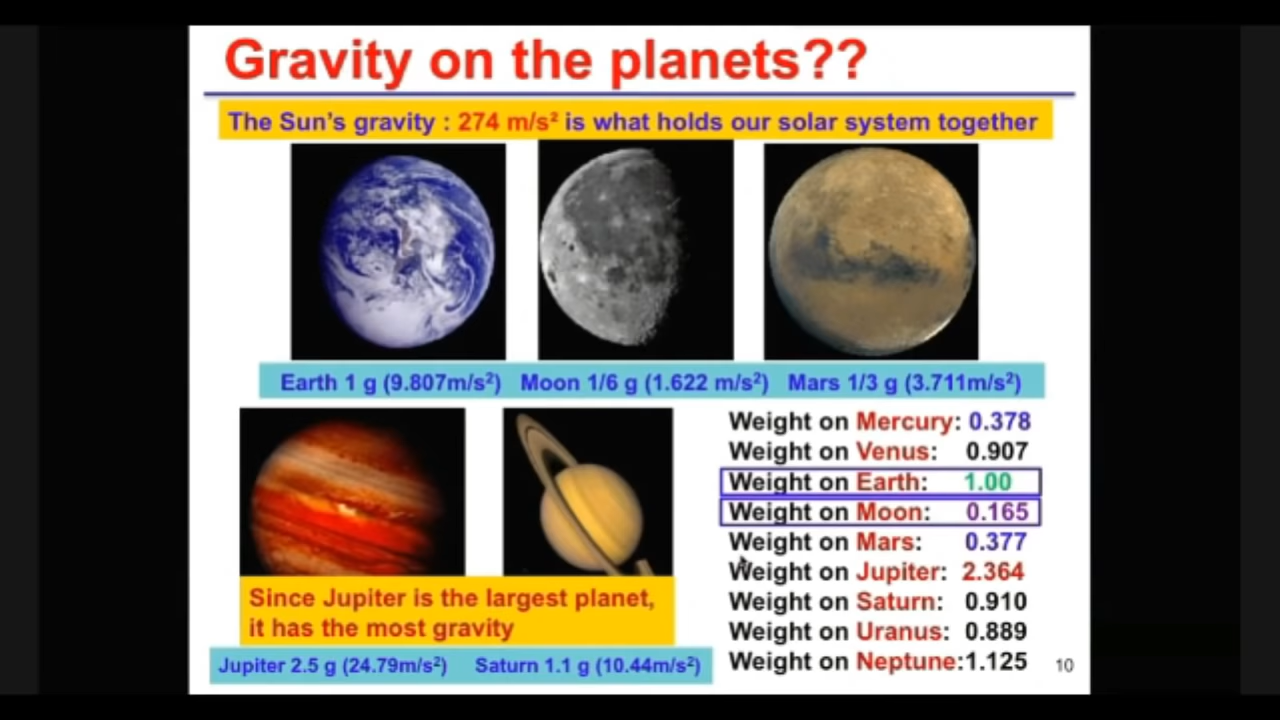 Gravity on the planets??
The Sun's gravity : 274 m/s² is what holds our solar system together
Earth 1 g (9.807m/s²) Moon 1/6 g (1.622 m/s²) Mars 1/3 g (3.711m/s²)
Weight on Mercury: 0.378
Weight on Venus: 0.907
Weight on Earth: 1.00
Weight on Moon: 0.165
Weight on Mars: 0.377
Weight on Jupiter: 2.364
Weight on Saturn: 0.910
Weight on Uranus: 0.889
Weight on Neptune:1.125
Since Jupiter is the largest planet,
it has the most gravity
Jupiter 2.5 g (24.79m/s²) Saturn 1.1 g (10.44m/s²)
10